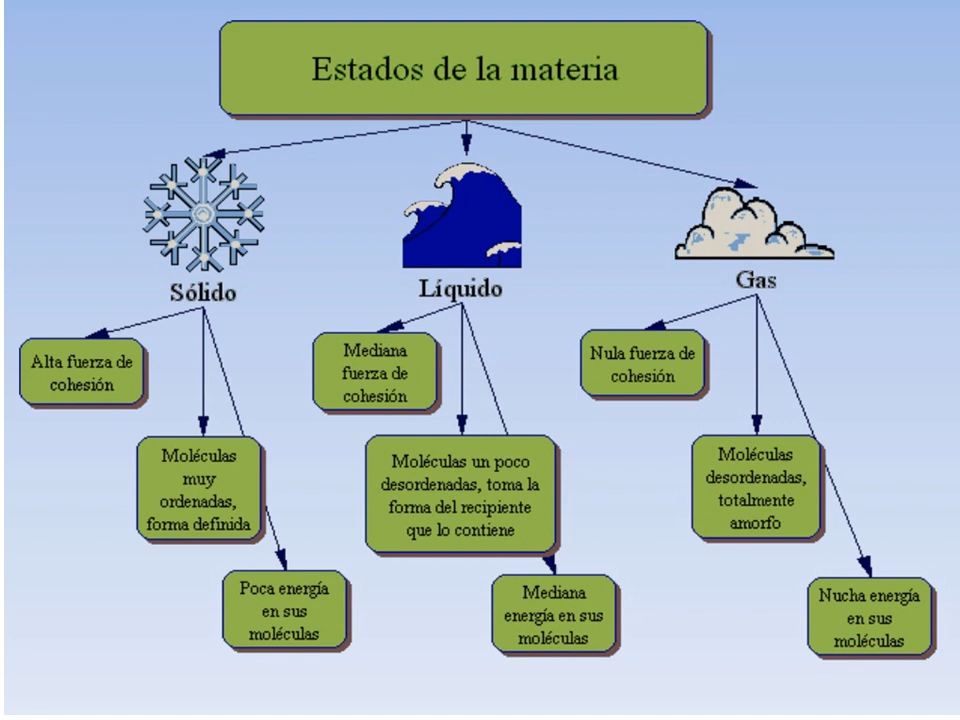 Estados de la materia
Sólido
Líquido
Gas
Alta fuerza de
cohesión
Mediana
fuerza de
cohesión
Nula fuerza de
cohesión
Moléculas
muy
ordenadas,
forma definida
Moléculas un poco
desordenadas, toma la
forma del recipiente
que lo contiene
Moléculas
desordenadas,
totalmente
amorfo
Poca energía
en sus
moléculas
Mediana
energía en sus
moléculas
Nucha energía
en sus
moléculas